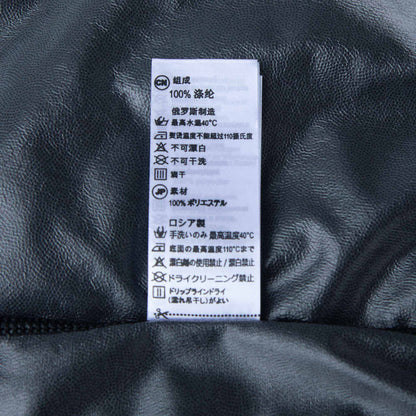 CN 组成
100% 涤纶
俄罗斯制造
最高水温40°C
熨烫温度不能超过110摄氏度
不可漂白
不可干洗
滴干
JP 素材
100% ポリエステル
ロシア製
手洗いのみ 最高温度40°C
底面の最高温度110°Cまで
漂白剤の使用禁止/漂白禁止
ドライクリーニング禁止
ドリップラインドライ
(濡れ吊干し)がよい